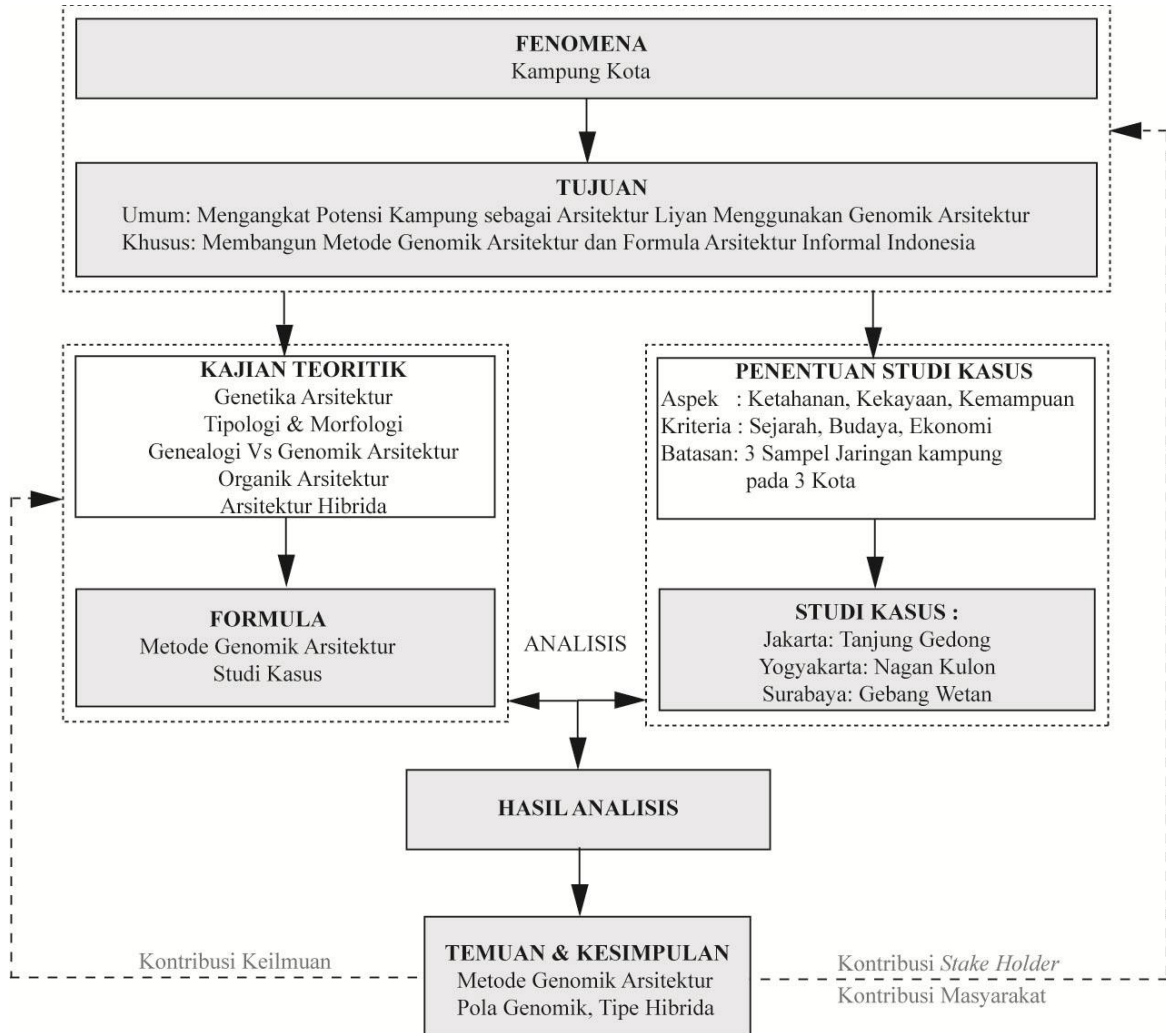 FENOMENA
Kampung Kota
TUJUAN
Umum: Mengangkat Potensi Kampung sebagai Arsitektur Liyan Menggunakan Genomik Arsitektur
Khusus: Membangun Metode Genomik Arsitektur dan Formula Arsitektur Informal Indonesia
KAJIAN TEORITIK
Genetika Arsitektur
Tipologi & Morfologi
Genealogi Vs Genomik Arsitektur
Organik Arsitektur
Arsitektur Hibrida
PENENTUAN STUDI KASUS
Aspek : Ketahanan, Kekayaan, Kemampuan
Kriteria : Sejarah, Budaya, Ekonomi
Batasan: 3 Sampel Jaringan kampung
pada 3 Kota
FORMULA
Metode Genomik Arsitektur
Studi Kasus
ANALISIS
STUDI KASUS :
Jakarta: Tanjung Gedong
Yogyakarta: Nagan Kulon
Surabaya: Gebang Wetan
HASIL ANALISIS
TEMUAN & KESIMPULAN
Metode Genomik Arsitektur
Pola Genomik, Tipe Hibrida
Kontribusi Keilmuan
Kontribusi Stake Holder
Kontribusi Masyarakat